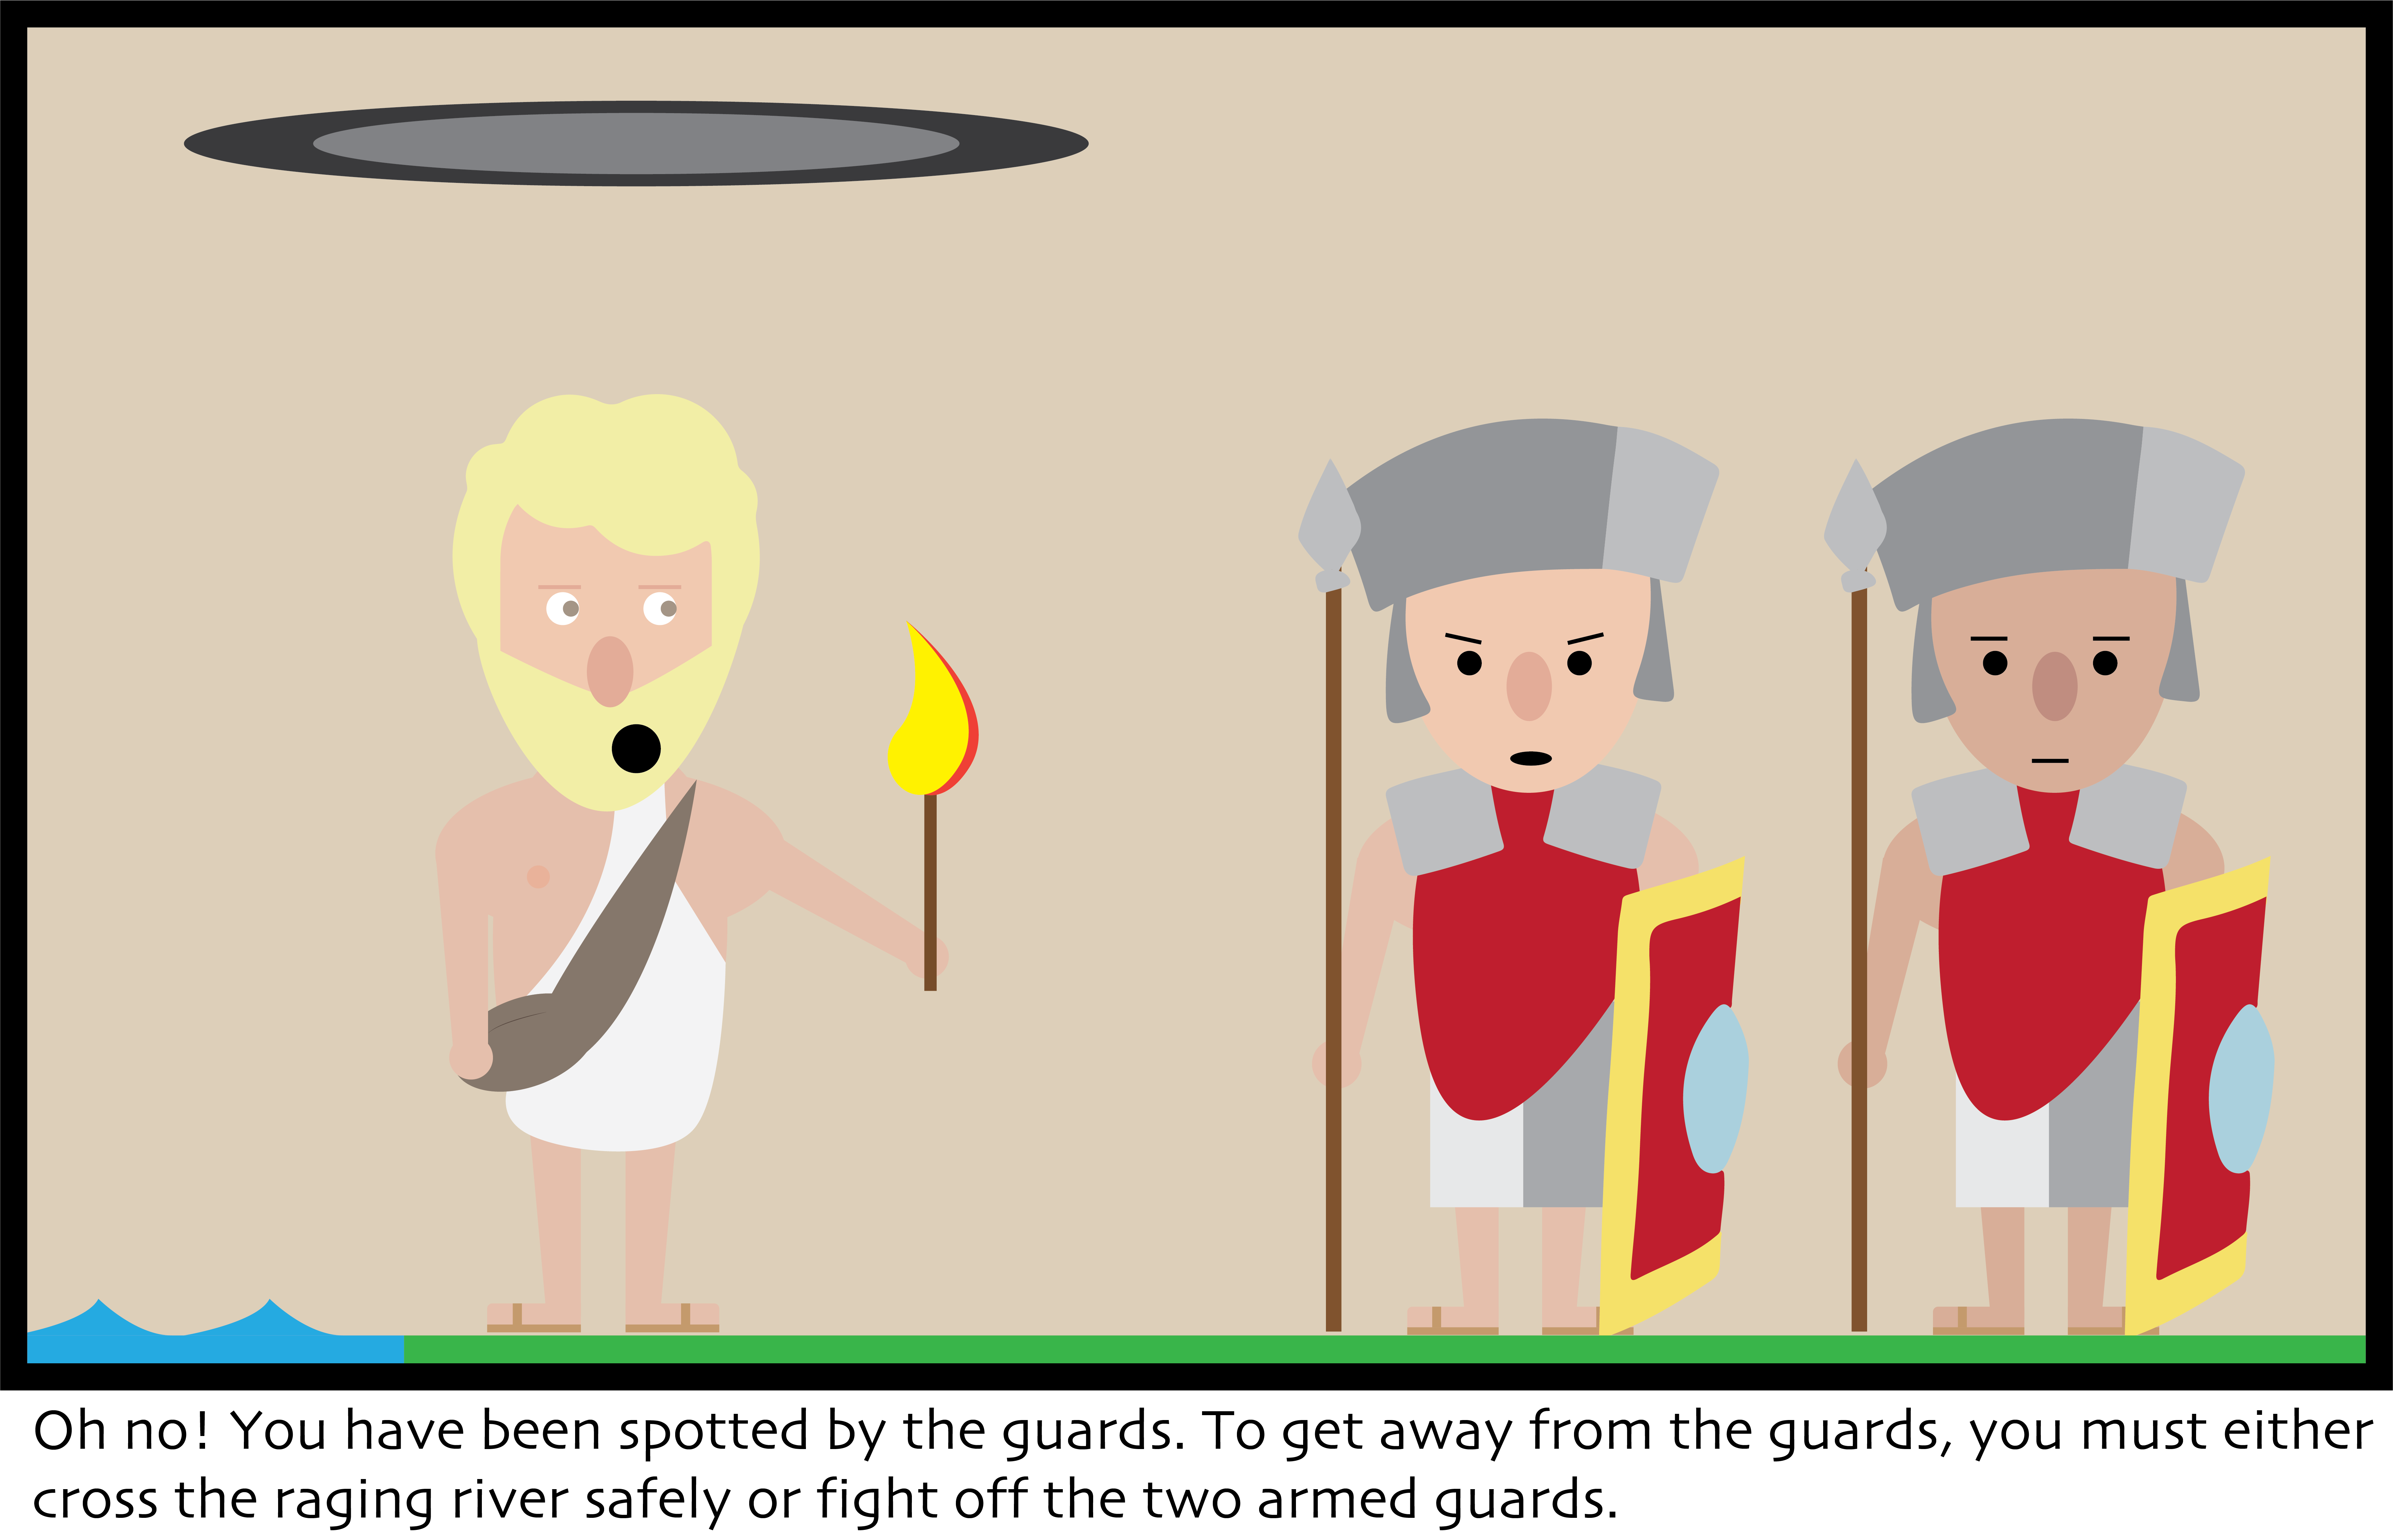 Oh no! You have been spotted by the guards. To get away from the guards, you must either
cross the raging river safely or fight off the two armed guards.